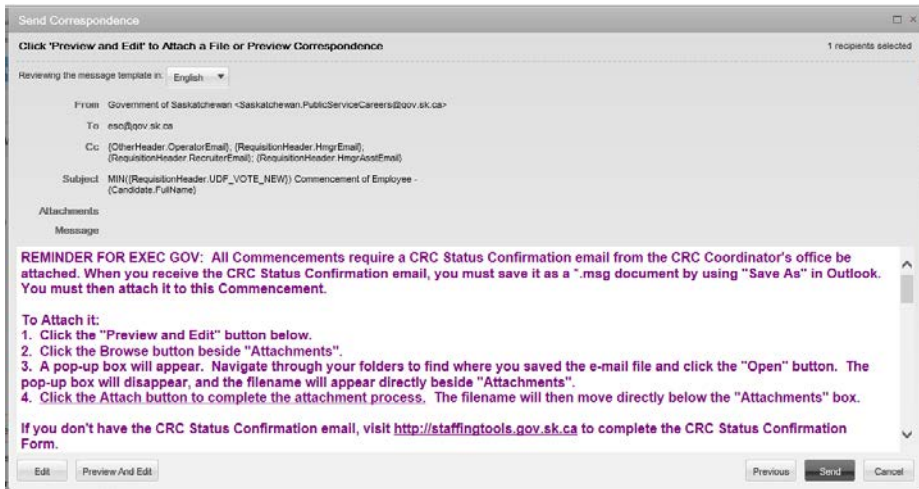 Send Correspondence
Click 'Preview and Edit' to Attach a File or Preview Correspondence
1 recipients selected
Reviewing the message template in: English
From Government of Saskatchewan <Saskatchewan.PublicServiceCareers@gov.sk.ca>
To esc@gov.sk.ca
Cc {OtherHeader.OperatorEmail}, {RequisitionHeader.HmgrEmail};
{RequisitionHeader.RecruiterEmail}; {RequisitionHeader.HmgrAsstEmail}
Subject MIN({RequisitionHeader.UDF_VOTE_NEW}) Commencement of Employee -
{Candidate.FullName}
Attachments
Message
REMINDER FOR EXEC GOV: All Commencements require a CRC Status Confirmation email from the CRC Coordinator's office be
attached. When you receive the CRC Status Confirmation email, you must save it as a *.msg document by using "Save As" in Outlook.
You must then attach it to this Commencement.
To Attach it:
1. Click the "Preview and Edit" button below.
2. Click the Browse button beside "Attachments".
3. A pop-up box will appear. Navigate through your folders to find where you saved the e-mail file and click the "Open" button. The
pop-up box will disappear, and the filename will appear directly beside "Attachments".
4. Click the Attach button to complete the attachment process. The filename will then move directly below the "Attachments" box.
If you don't have the CRC Status Confirmation email, visit http://staffingtools.gov.sk.ca to complete the CRC Status Confirmation
Form.
Edit Preview And Edit Previous Send Cancel